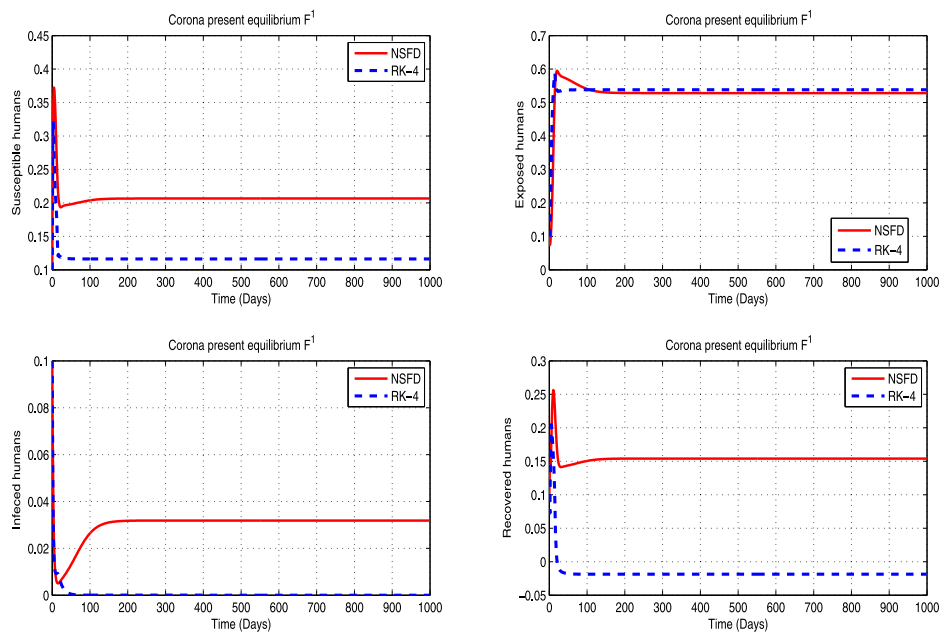 Corona present equilibrium F¹
Susceptible humans
0.45
0.4
0.35
0.3
0.25
0.2
0.15
0.1
0 100 200 300 400 500 600 700 800 900 1000
Time (Days)
NSFD
RK-4
Corona present equilibrium F¹
Exposed humans
0.7
0.6
0.5
0.4
0.3
0.2
0.1
0
0 100 200 300 400 500 600 700 800 900 1000
Time (Days)
NSFD
RK-4
Corona present equilibrium F¹
Infeced humans
0.1
0.08
0.06
0.04
0.02
0
0 100 200 300 400 500 600 700 800 900 1000
Time (Days)
NSFD
RK-4
Corona present equilibrium F¹
Recovered humans
0.3
0.25
0.2
0.15
0.1
0.05
0
-0.05
0 100 200 300 400 500 600 700 800 900 1000
Time (Days)
NSFD
RK-4